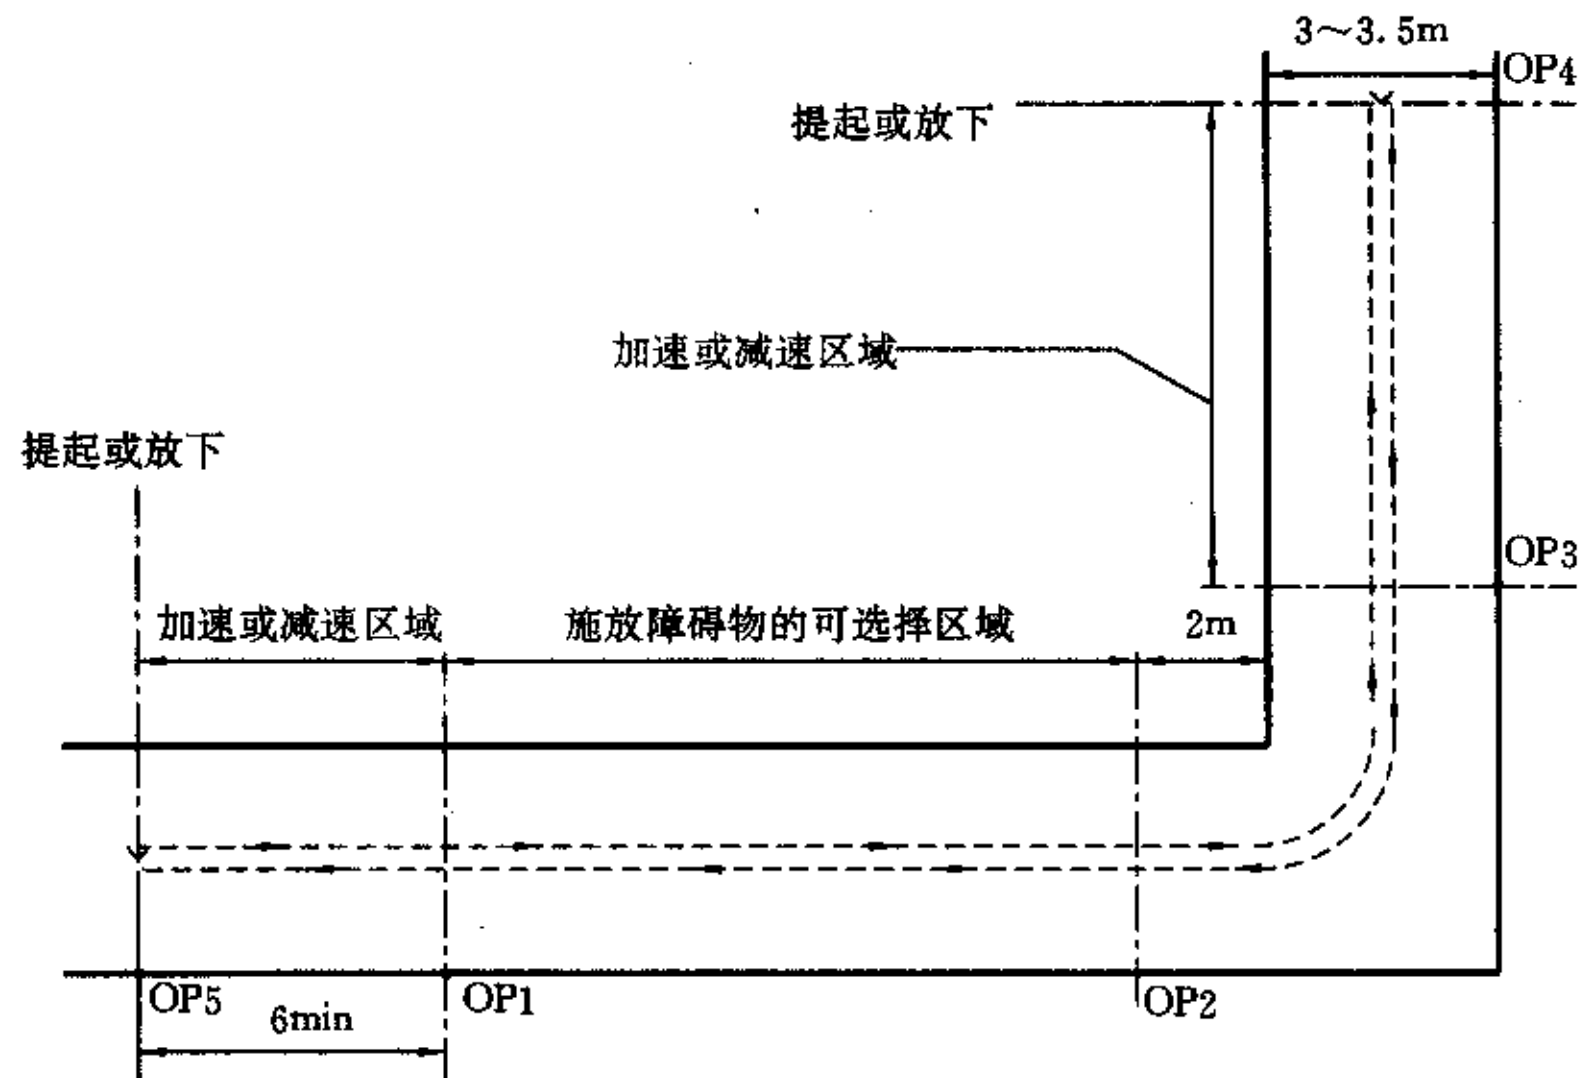 3～3.5m
OP4
提起或放下
加速或减速区域
提起或放下
OP3
加速或减速区域
施放障碍物的可选择区域
2m
OP5
OP1
OP2
6min